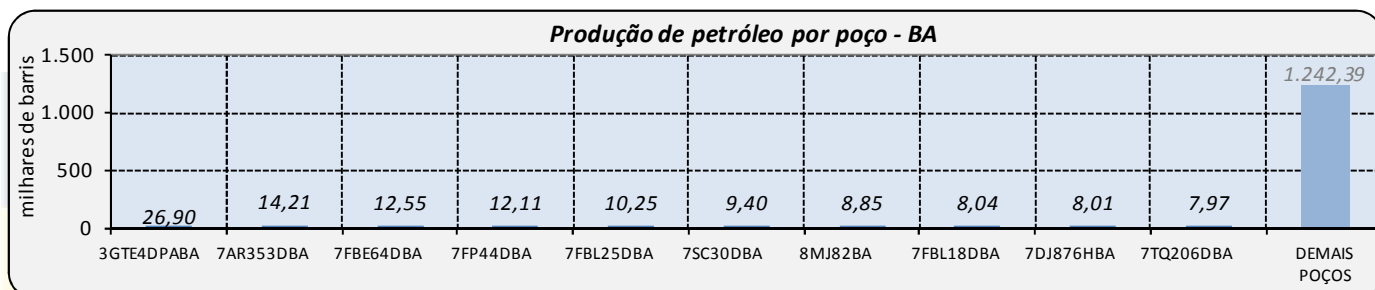 Produção de petróleo por poço - BA
milhares de barris
1.500
1.000
500
0
26,90 14,21 12,55 12,11 10,25 9,40 8,85 8,04 8,01 7,97 1.242,39
3GTE4DPABA 7AR353DBA 7FBE64DBA 7FP44DBA 7FBL25DBA 7SC30DBA 8MJ82BA 7FBL18DBA 7DJ876HBA 7TQ206DBA DEMAIS
POÇOS